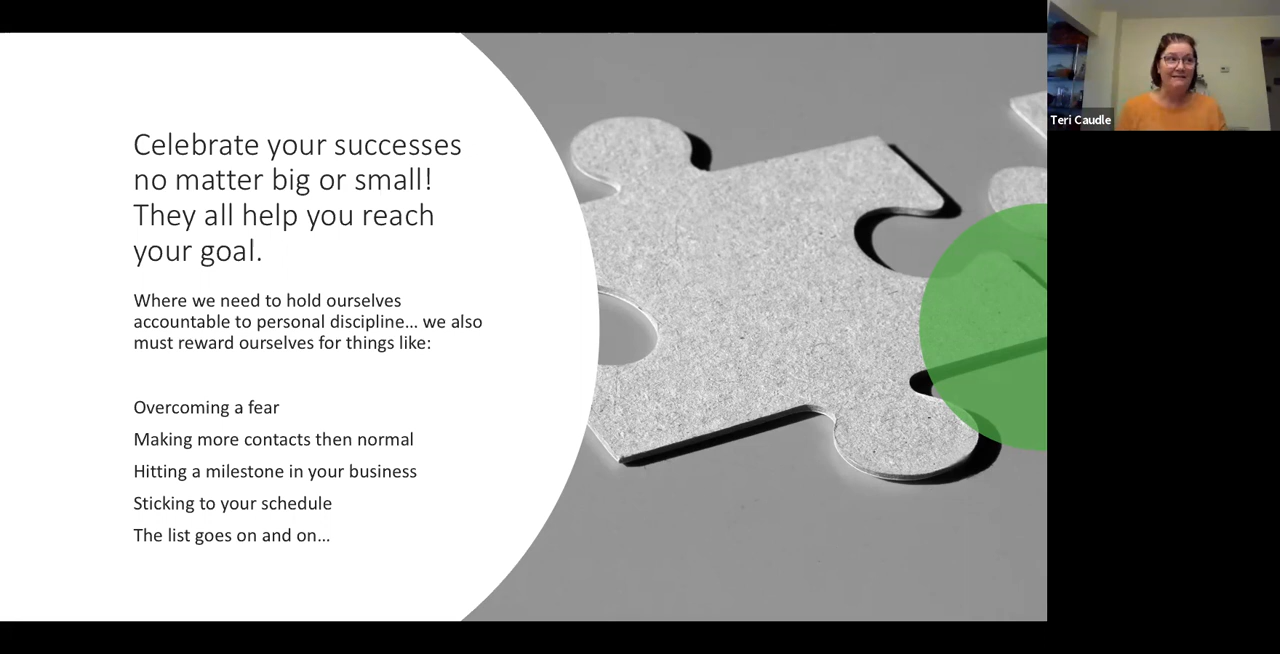 Celebrate your successes
no matter big or small!
They all help you reach
your goal.
Where we need to hold ourselves
accountable to personal discipline… we also
must reward ourselves for things like:
Overcoming a fear
Making more contacts then normal
Hitting a milestone in your business
Sticking to your schedule
The list goes on and on…
Teri Caudle